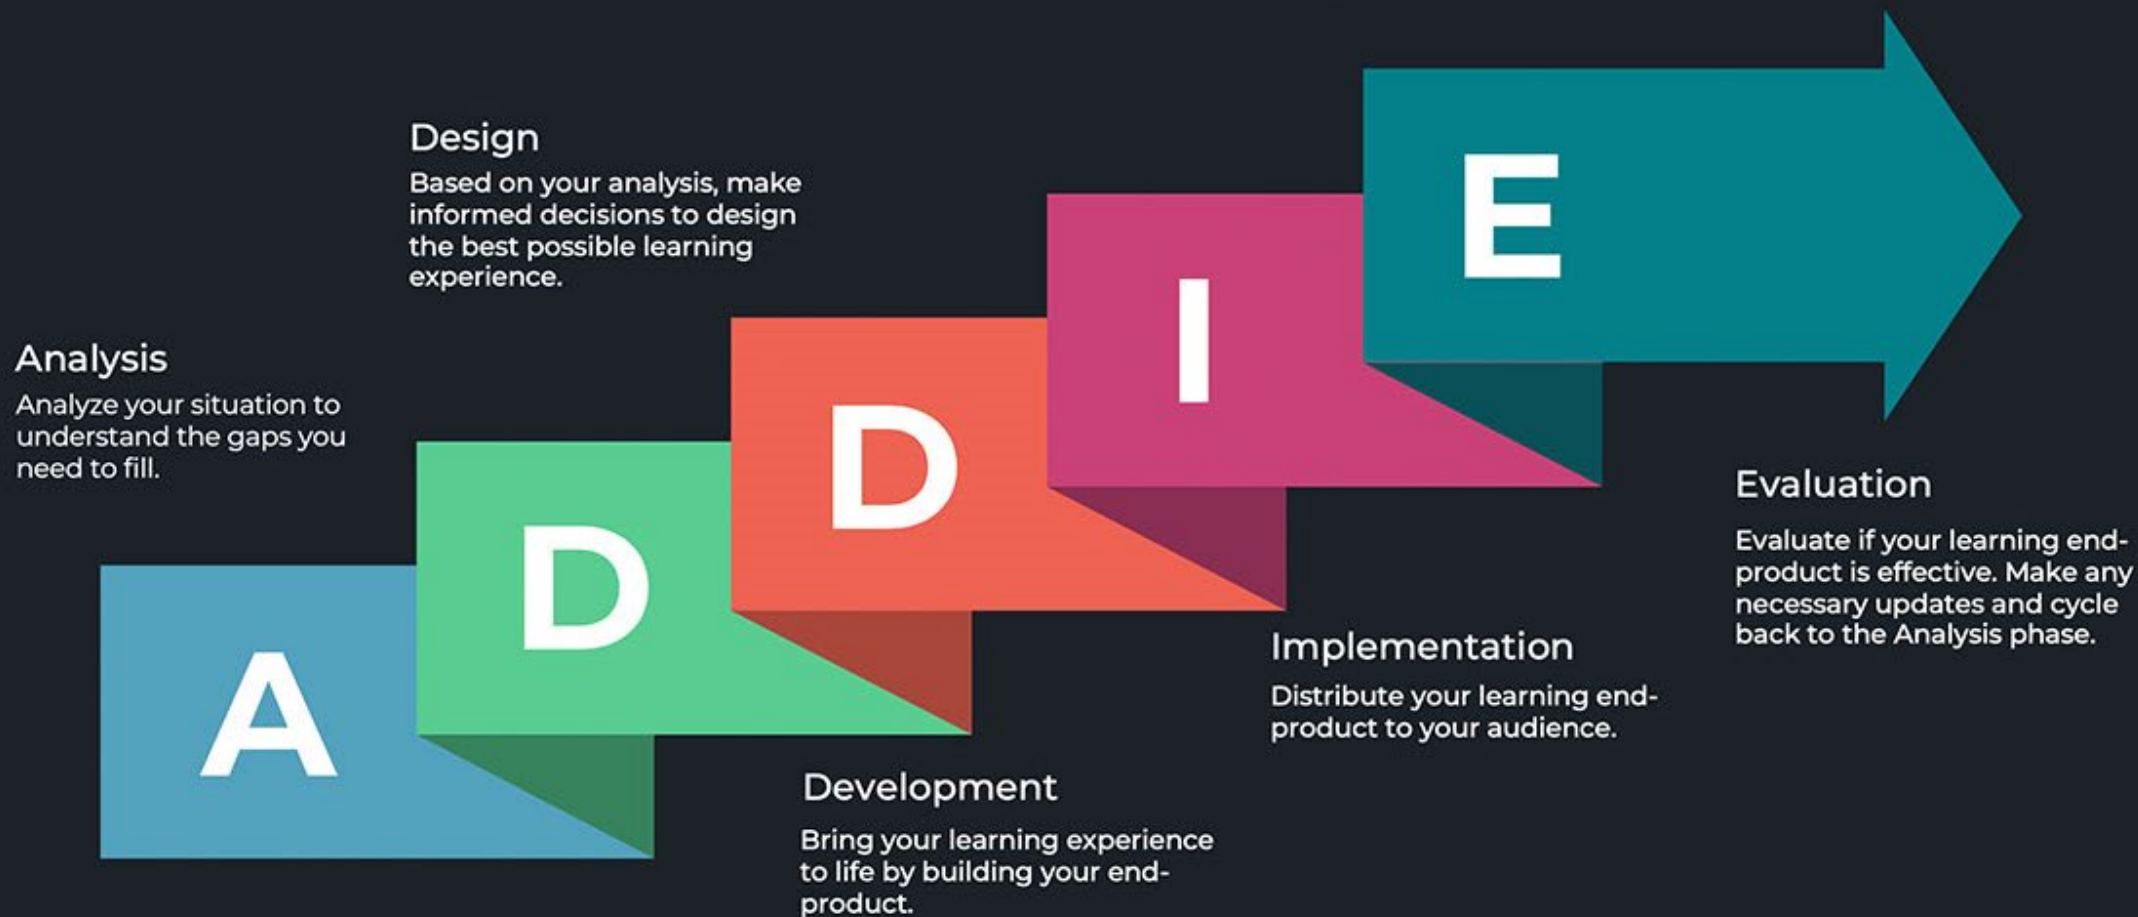 Analysis
Analyze your situation to
understand the gaps you
need to fill.
Design
Based on your analysis, make
informed decisions to design
the best possible learning
experience.
A
D
D
I
E
Development
Bring your learning experience
to life by building your end-
product.
Implementation
Distribute your learning end-
product to your audience.
Evaluation
Evaluate if your learning end-
product is effective. Make any
necessary updates and cycle
back to the Analysis phase.